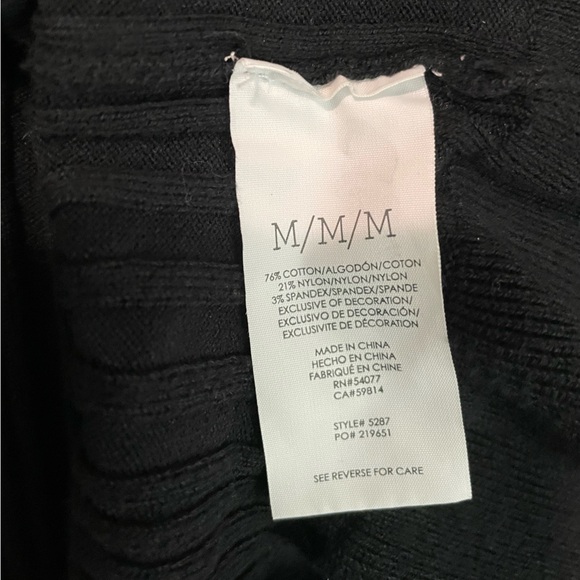 M/M/M
76% COTTON/ALGODÓN/COTON
21% NYLON/NYLON/NYLON
3% SPANDEX/SPANDEX/SPANDE
EXCLUSIVE OF DECORATION/
EXCLUSIVO DE DECORACIÓN/
EXCLUSIVITE DE DÉCORATION
MADE IN CHINA
HECHO EN CHINA
FABRIQUÉ EN CHINE
RN#54077
CA#59814
STYLE# 5287
PO# 219651
SEE REVERSE FOR CARE